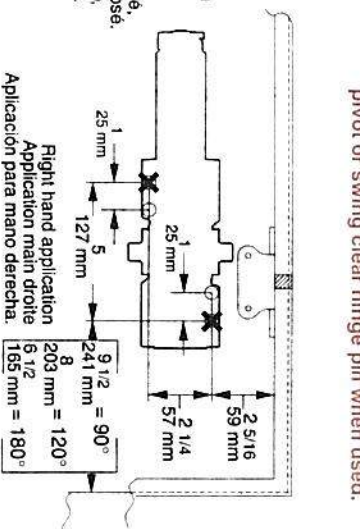 pivot of swing clear hinge pin when used.
2 5/16
59 mm
2 1/4
57 mm
1
25 mm
1
25 mm
5
127 mm
9 1/2
241 mm = 90°
8
203 mm = 120°
6 1/2
165 mm = 180°
Right hand application
Application main droite
Aplicación para mano derecha.